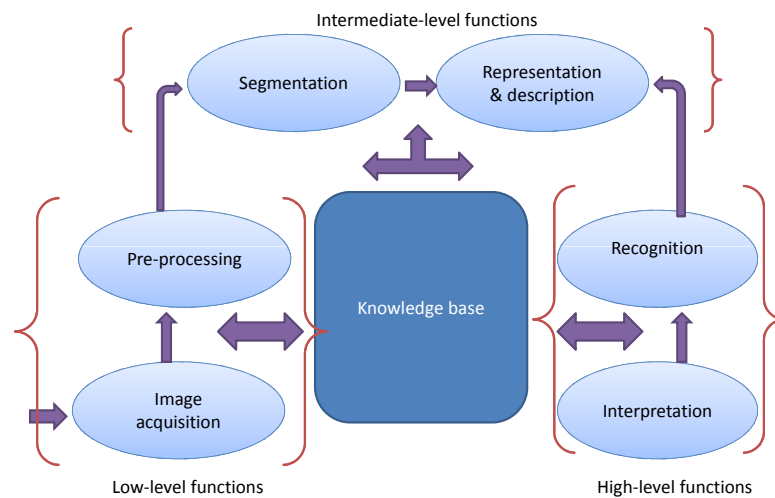 Intermediate-level functions
Segmentation
Representation
& description
Pre-processing
Knowledge base
Recognition
Image
acquisition
Interpretation
Low-level functions
High-level functions